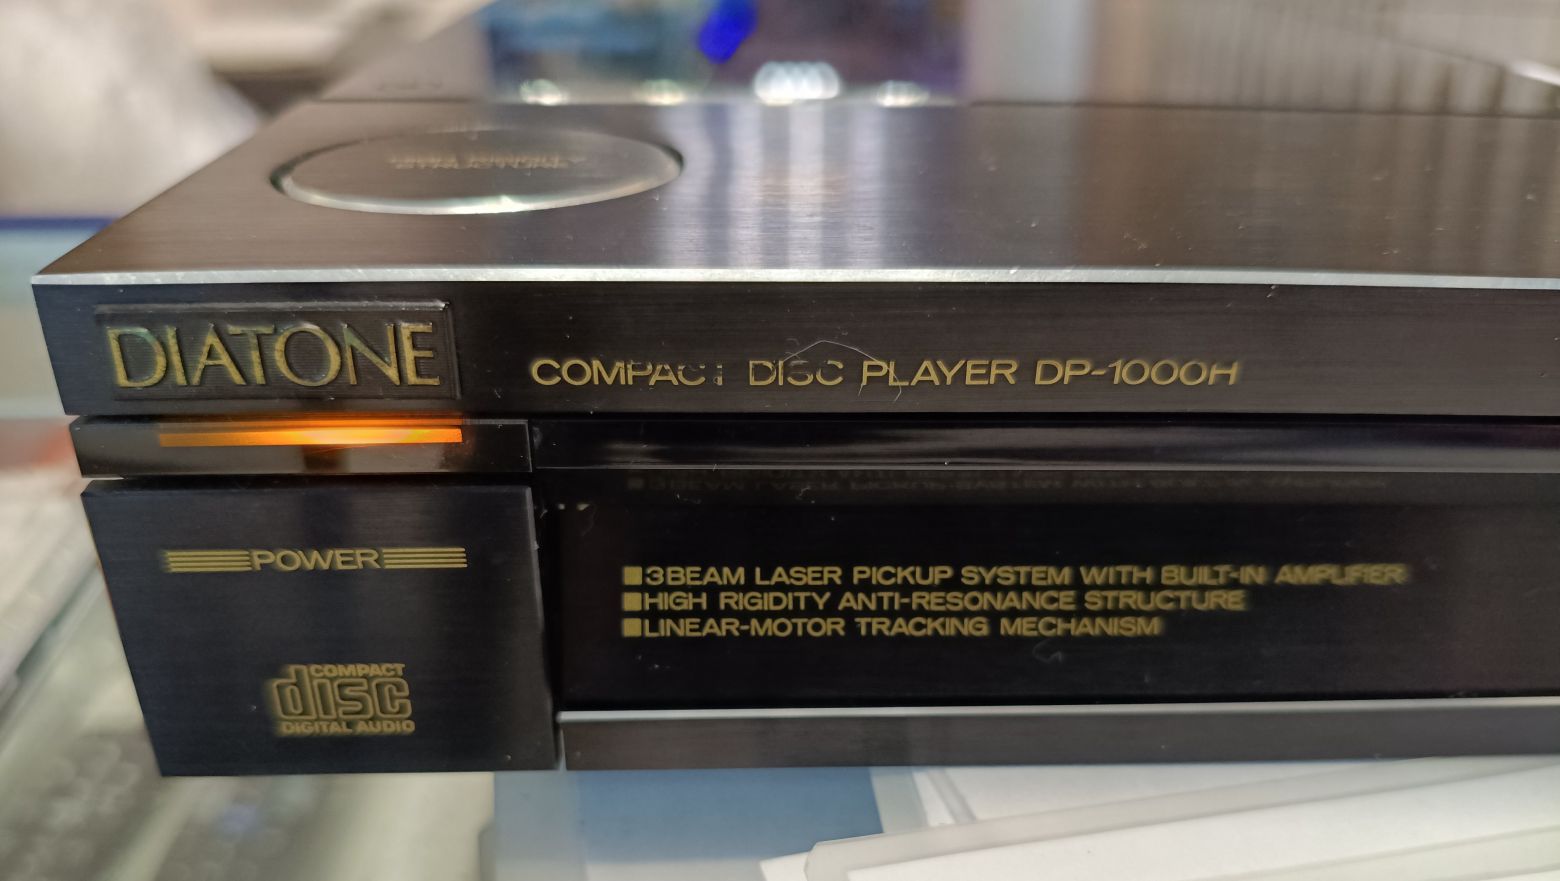 DIATONE
COMPACT DISC PLAYER DP-1000H
POWER
■3BEAM LASER PICKUP SYSTEM WITH BUILT-IN AMPLIFIER
■HIGH RIGIDITY ANTI-RESONANCE STRUCTURE
■LINEAR-MOTOR TRACKING MECHANISM
COMPACT
disc
DIGITAL AUDIO